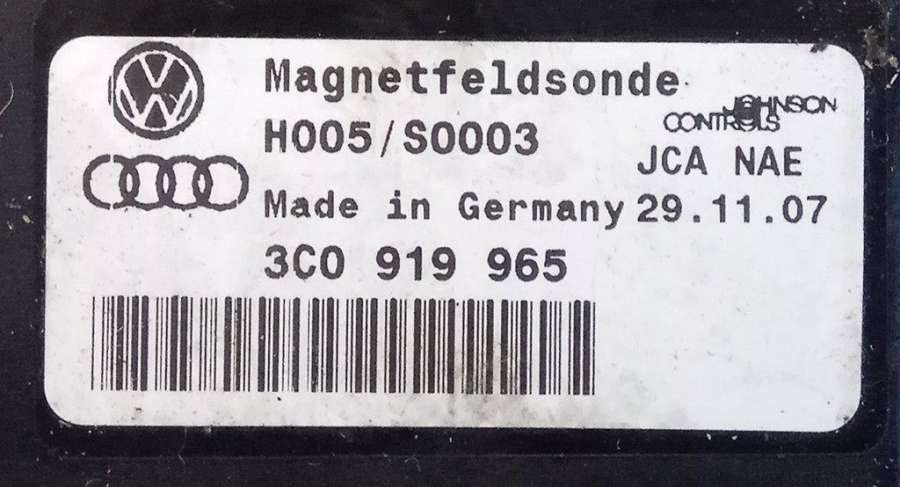 Magnetfeldsonde
H005/S0003
JOHNSON
CONTROLS
JCA NAE
Made in Germany 29.11.07
3C0 919 965